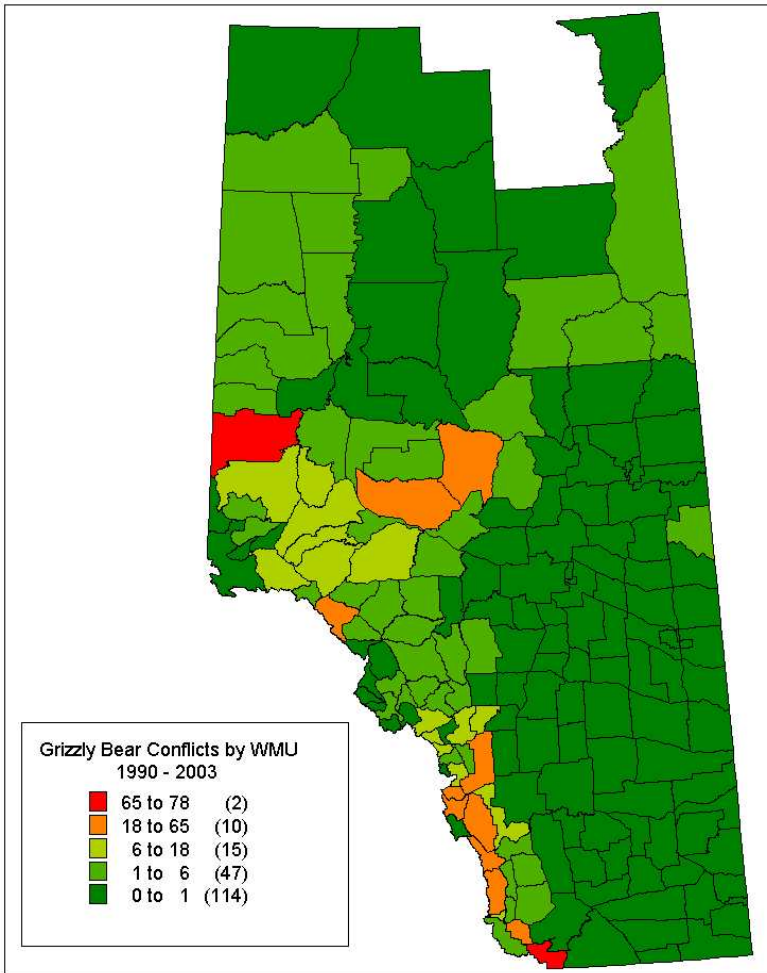 Grizzly Bear Conflicts by WMU
1990 - 2003
65 to 78 (2)
18 to 65 (10)
6 to 18 (15)
1 to 6 (47)
0 to 1 (114)